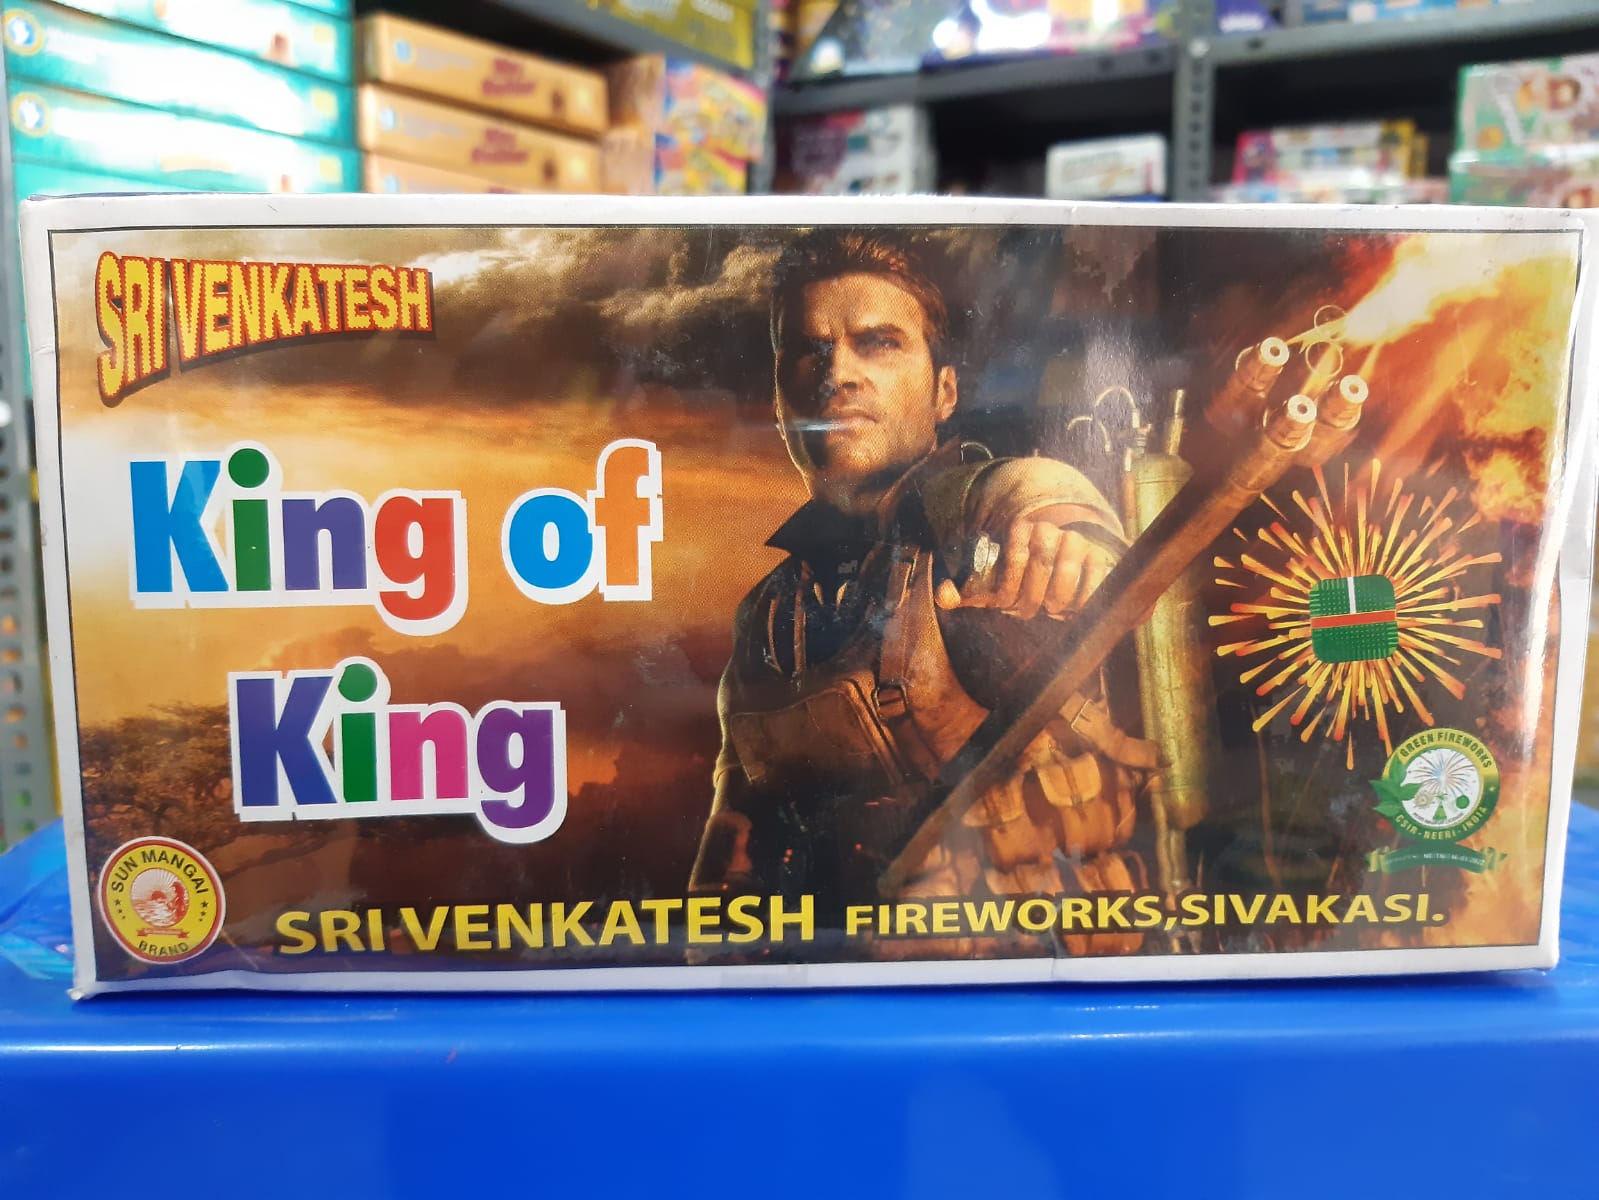 SRI VENKATESH
King of
King
GREEN FIREWORKS
CSIR-NEERI-INDIA
SUN MANGAI
BRAND
SRI VENKATESH FIREWORKS,SIVAKASI.